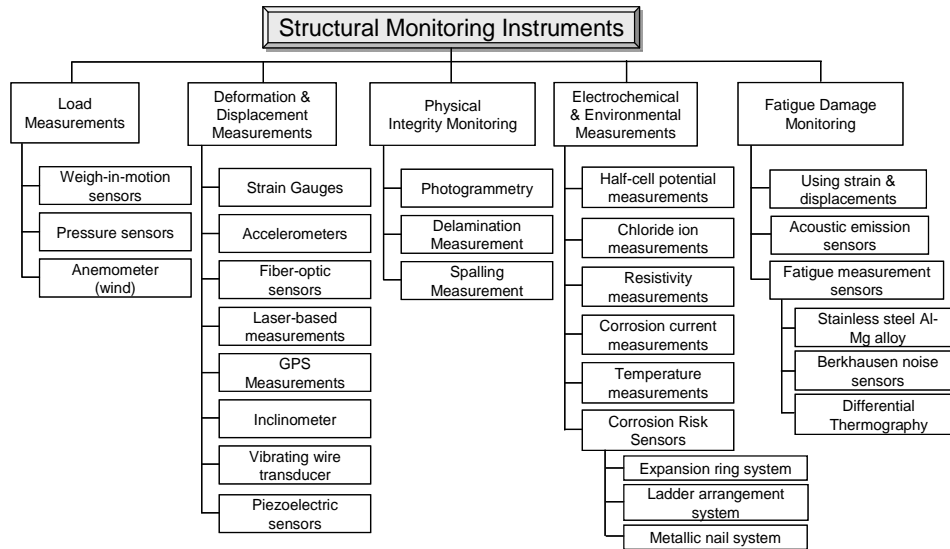 Structural Monitoring Instruments
Load
Measurements
Weigh-in-motion
sensors
Pressure sensors
Anemometer
(wind)
Deformation &
Displacement
Measurements
Strain Gauges
Accelerometers
Fiber-optic
sensors
Laser-based
measurements
GPS
Measurements
Inclinometer
Vibrating wire
transducer
Piezoelectric
sensors
Physical
Integrity Monitoring
Photogrammetry
Delamination
Measurement
Spalling
Measurement
Electrochemical
& Environmental
Measurements
Half-cell potential
measurements
Chloride ion
measurements
Resistivity
measurements
Corrosion current
measurements
Temperature
measurements
Corrosion Risk
Sensors
Expansion ring system
Ladder arrangement
system
Metallic nail system
Fatigue Damage
Monitoring
Using strain &
displacements
Acoustic emission
sensors
Fatigue measurement
sensors
Stainless steel Al-
Mg alloy
Berkhausen noise
sensors
Differential
Thermography